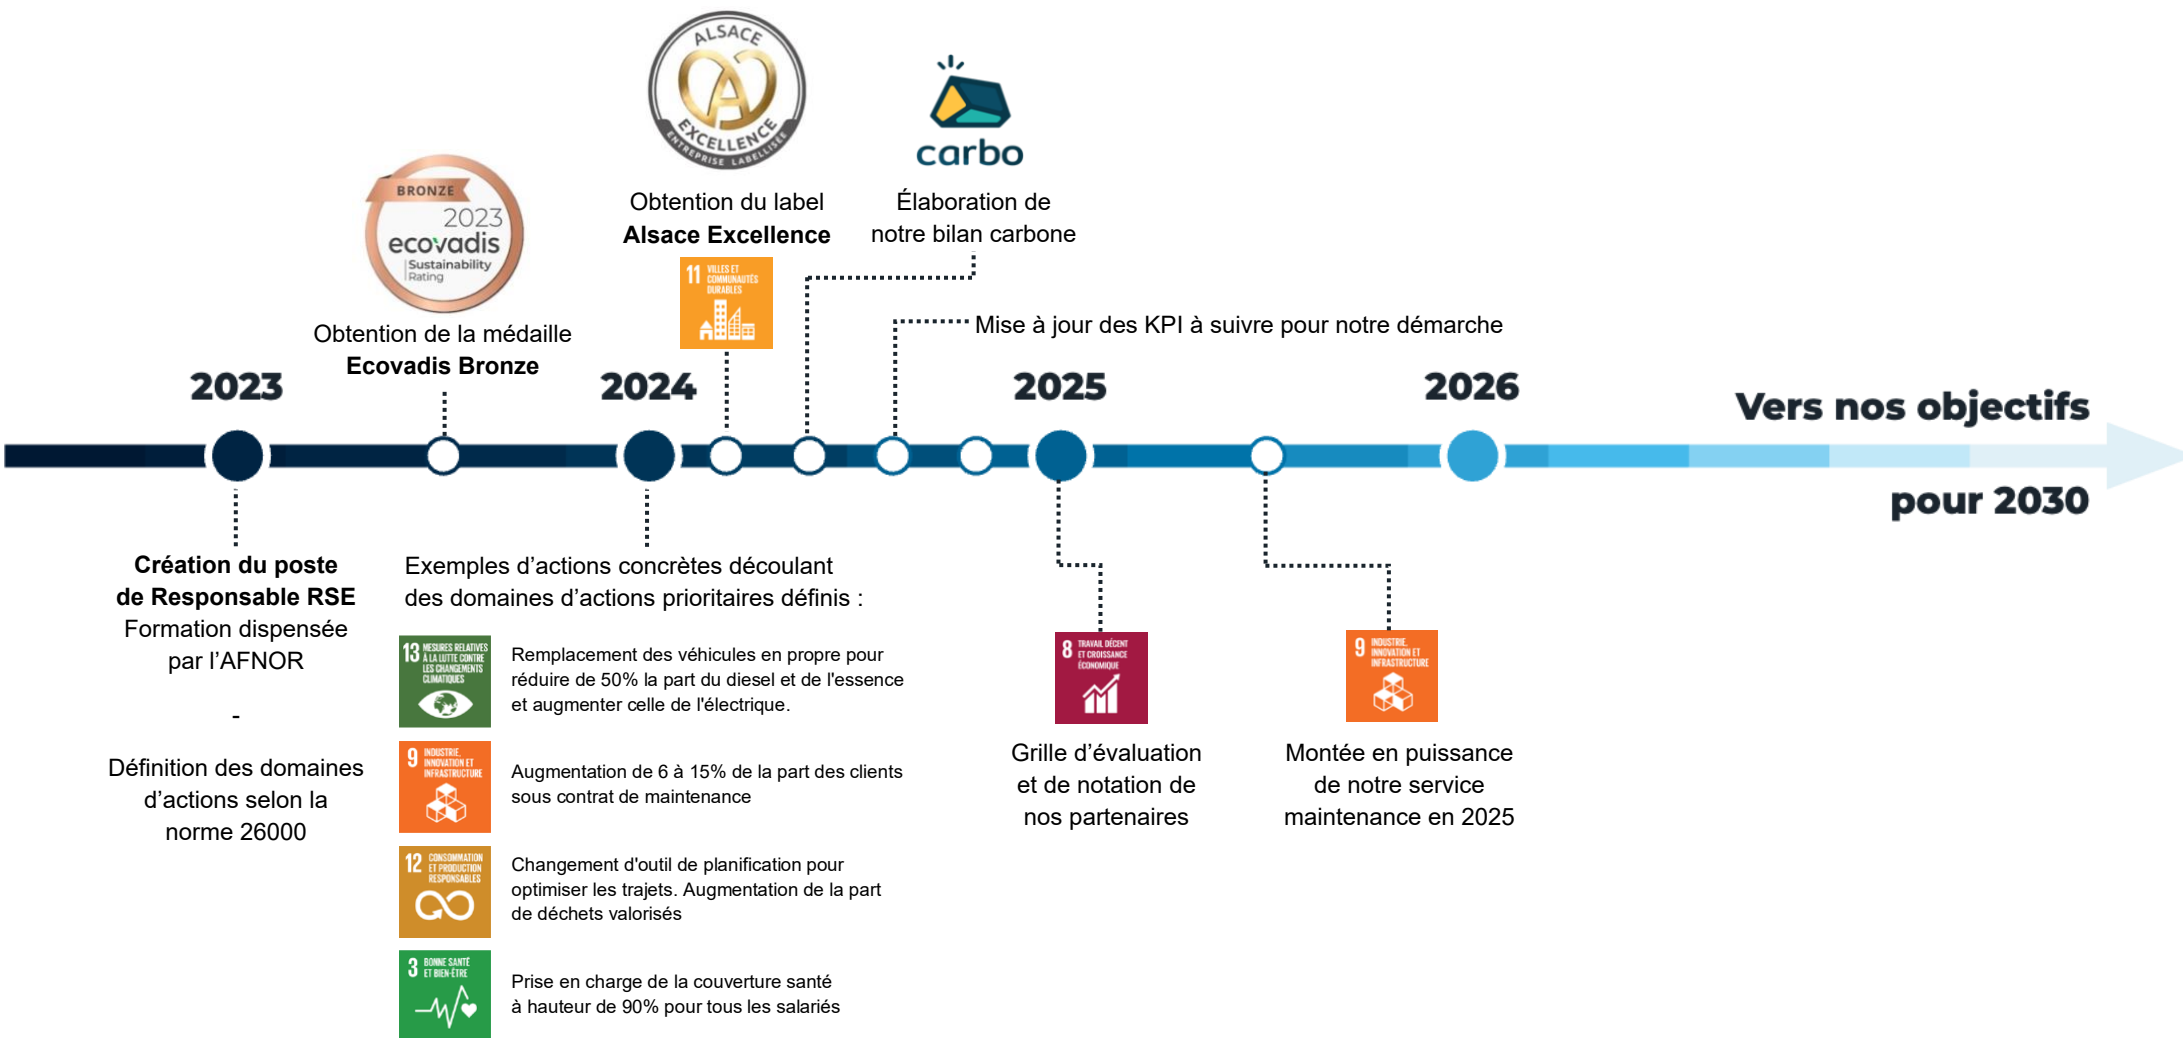 ALSACE
EXCELLENCE
ENTREPRISE LABELLISÉE
carbo
BRONZE
2023
ecovadis
Sustainability
Rating
Obtention du label
Alsace Excellence
Élaboration de
notre bilan carbone
11 VILLES ET
COMMUNAUTÉS
DURABLES
Obtention de la médaille
Ecovadis Bronze
Mise à jour des KPI à suivre pour notre démarche
2023
2024
2025
2026
Vers nos objectifs
pour 2030
Création du poste
de Responsable RSE
Formation dispensée
par l’AFNOR
-
Définition des domaines
d’actions selon la
norme 26000
Exemples d’actions concrètes découlant
des domaines d’actions prioritaires définis :
13 MESURES RELATIVES
À LA LUTTE CONTRE
LES CHANGEMENTS
CLIMATIQUES
Remplacement des véhicules en propre pour
réduire de 50% la part du diesel et de l'essence
et augmenter celle de l'électrique.
9 INDUSTRIE,
INNOVATION ET
INFRASTRUCTURE
Augmentation de 6 à 15% de la part des clients
sous contrat de maintenance
12 CONSOMMATION
ET PRODUCTION
RESPONSABLES
Changement d'outil de planification pour
optimiser les trajets. Augmentation de la part
de déchets valorisés
3 BONNE SANTÉ
ET BIEN-ÊTRE
Prise en charge de la couverture santé
à hauteur de 90% pour tous les salariés
8 TRAVAIL DÉCENT
ET CROISSANCE
ÉCONOMIQUE
Grille d’évaluation
et de notation de
nos partenaires
9 INDUSTRIE,
INNOVATION ET
INFRASTRUCTURE
Montée en puissance
de notre service
maintenance en 2025